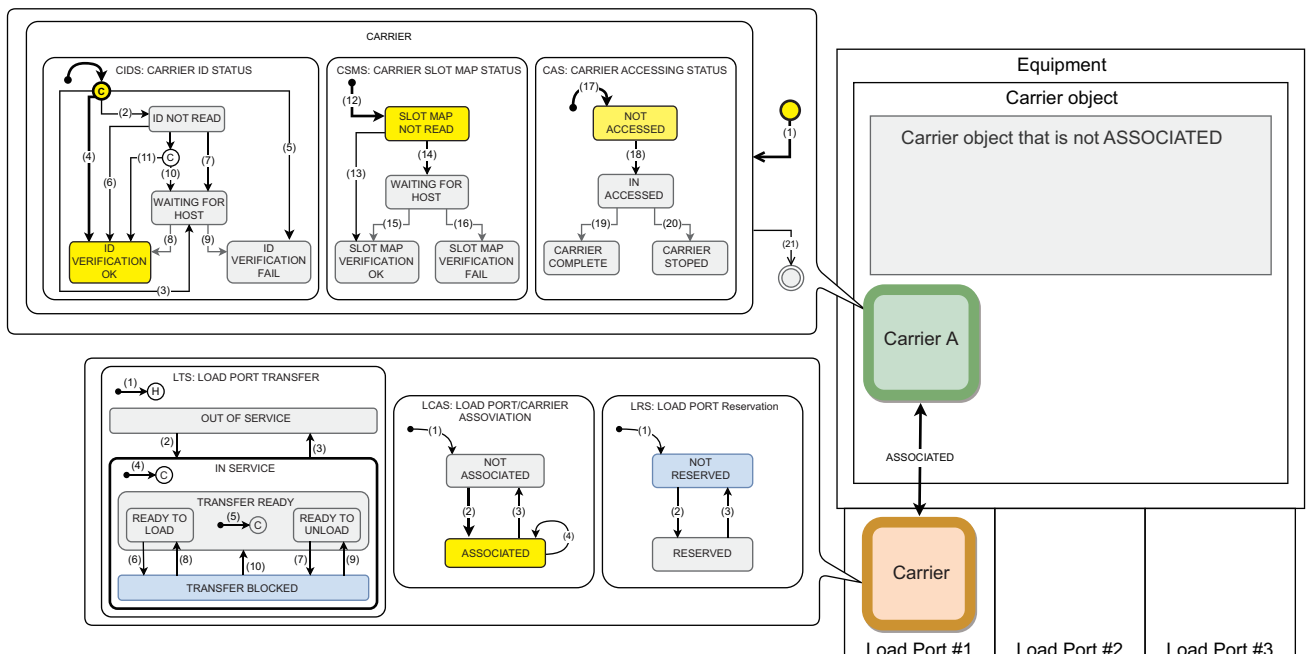 CARRIER
CIDS: CARRIER ID STATUS
C
(2)
ID NOT READ
(4)
(11)
C
(7)
(5)
(6)
(10)
WAITING FOR
HOST
(8)
(9)
ID
VERIFICATION
OK
ID
VERIFICATION
FAIL
(3)
CSMS: CARRIER SLOT MAP STATUS
(12)
SLOT MAP
NOT READ
(14)
(13)
WAITING FOR
HOST
(15)
(16)
SLOT MAP
VERIFICATION
OK
SLOT MAP
VERIFICATION
FAIL
CAS: CARRIER ACCESSING STATUS
(17)
NOT
ACCESSED
(18)
IN
ACCESSED
(19)
(20)
CARRIER
COMPLETE
CARRIER
STOPED
(1)
(21)
Equipment
Carrier object
Carrier object that is not ASSOCIATED
Carrier A
ASSOCIATED
Carrier
Load Port #1
Load Port #2
Load Port #3
LTS: LOAD PORT TRANSFER
(1)
H
OUT OF SERVICE
(2)
(3)
IN SERVICE
(4)
C
TRANSFER READY
READY TO
LOAD
(5)
C
READY TO
UNLOAD
(6)
(8)
(10)
(7)
(9)
TRANSFER BLOCKED
LCAS: LOAD PORT/CARRIER
ASSOVIATION
(1)
NOT
ASSOCIATED
(2)
(3)
(4)
ASSOCIATED
LRS: LOAD PORT Reservation
(1)
NOT
RESERVED
(2)
(3)
RESERVED